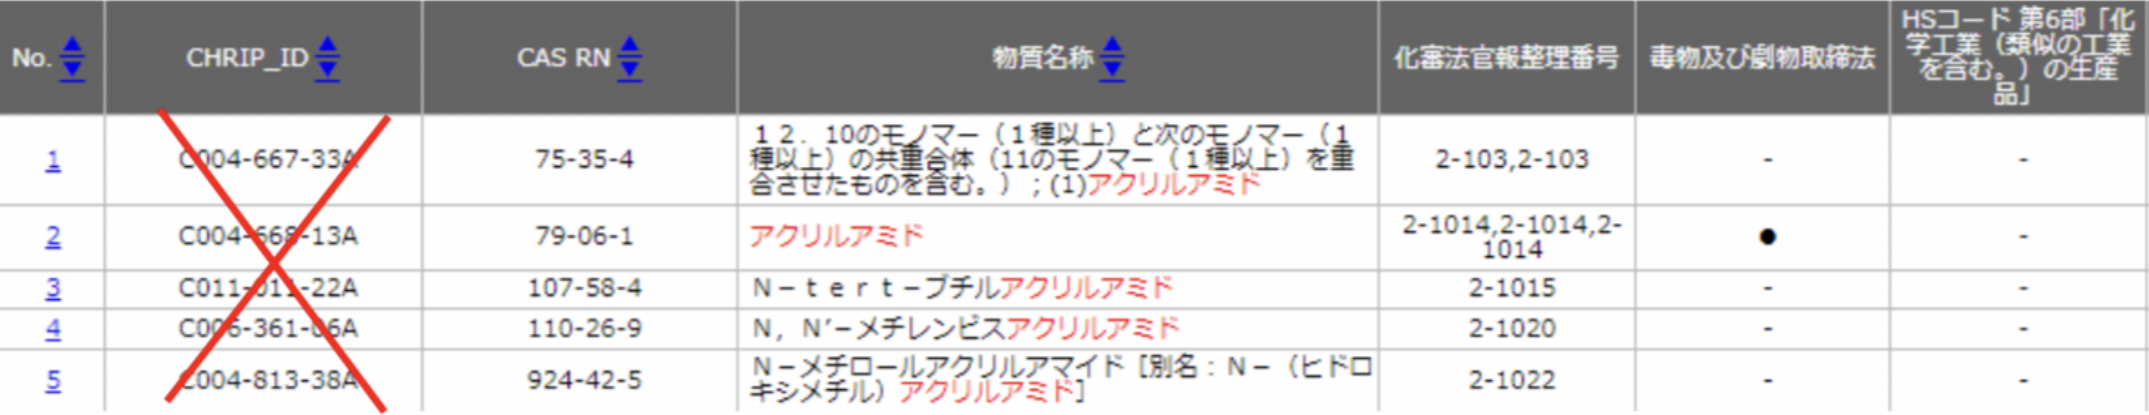 No. CHRIP_ID CAS RN 物質名称 化審法官報整理番号 毒物及び劇物取締法 HSコード 第6部「化
学工業（類似の工業
を含む。）の生産
品」
1 C004-667-33A 75-35-4 １２．10のモノマー（１種以上）と次のモノマー（１
種以上）の共重合体（11のモノマー（１種以上）を重
合させたものを含む。）；(1)アクリルアミド 2-103,2-103 - -
2 C004-668-13A 79-06-1 アクリルアミド 2-1014,2-1014,2-
1014 ● -
3 C011-011-22A 107-58-4 Ｎ－ｔｅｒｔ－ブチルアクリルアミド 2-1015 - -
4 C006-361-06A 110-26-9 Ｎ，Ｎ’－メチレンビスアクリルアミド 2-1020 - -
5 C004-813-38A 924-42-5 Ｎ－メチロールアクリルアマイド［別名：Ｎ－（ヒドロ
キシメチル）アクリルアミド］ 2-1022 - -